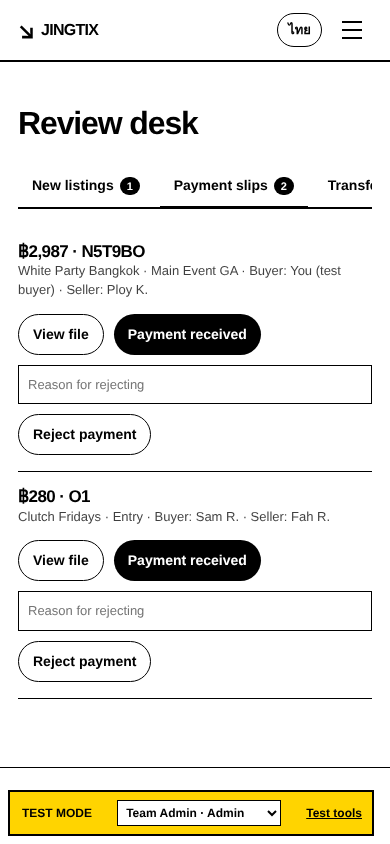 JINGTIX
ไทย
Review desk
New listings 1
Payment slips 2
Transfe
฿2,987 · N5T9BO
White Party Bangkok · Main Event GA · Buyer: You (test
buyer) · Seller: Ploy K.
View file
Payment received
Reason for rejecting
Reject payment
฿280 · O1
Clutch Fridays · Entry · Buyer: Sam R. · Seller: Fah R.
View file
Payment received
Reason for rejecting
Reject payment
TEST MODE
Team Admin · Admin
Test tools